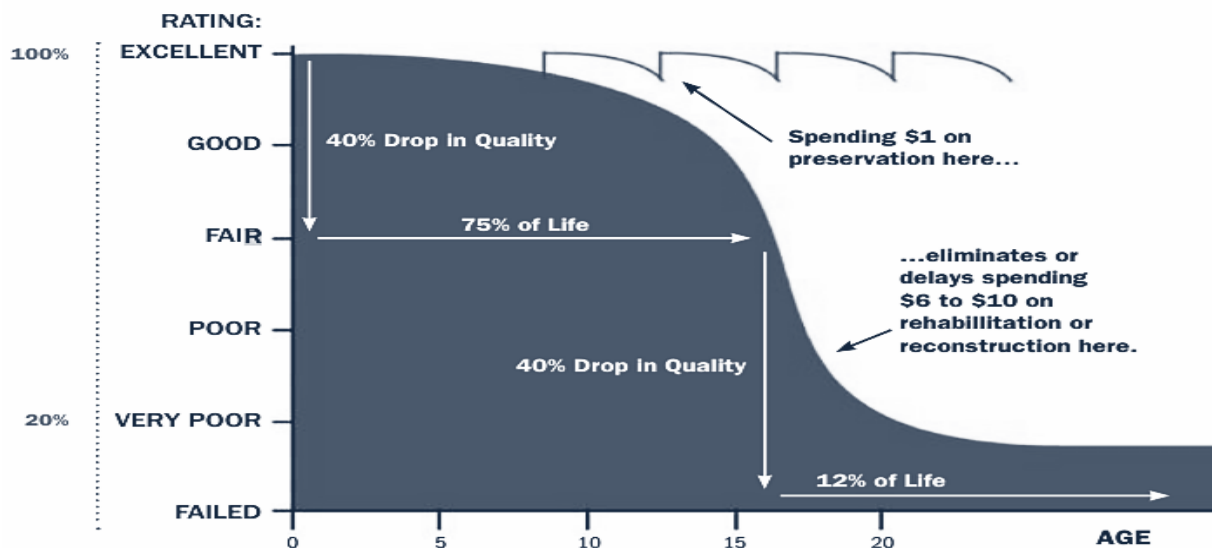 RATING:
100%
EXCELLENT
GOOD
40% Drop in Quality
Spending $1 on
preservation here...
FAIR
75% of Life
...eliminates or
delays spending
$6 to $10 on
rehabillitation or
reconstruction here.
POOR
40% Drop in Quality
20%
VERY POOR
12% of Life
FAILED
0
5
10
15
20
AGE